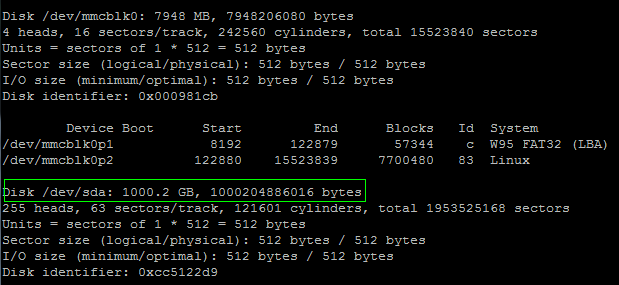 Disk /dev/mmcblk0: 7948 MB, 7948206080 bytes
4 heads, 16 sectors/track, 242560 cylinders, total 15523840 sectors
Units = sectors of 1 * 512 = 512 bytes
Sector size (logical/physical): 512 bytes / 512 bytes
I/O size (minimum/optimal): 512 bytes / 512 bytes
Disk identifier: 0x000981cb
Device Boot Start End Blocks Id System
/dev/mmcblk0p1 8192 122879 57344 c W95 FAT32 (LBA)
/dev/mmcblk0p2 122880 15523839 7700480 83 Linux
Disk /dev/sda: 1000.2 GB, 1000204886016 bytes
255 heads, 63 sectors/track, 121601 cylinders, total 1953525168 sectors
Units = sectors of 1 * 512 = 512 bytes
Sector size (logical/physical): 512 bytes / 512 bytes
I/O size (minimum/optimal): 512 bytes / 512 bytes
Disk identifier: 0xcc5122d9